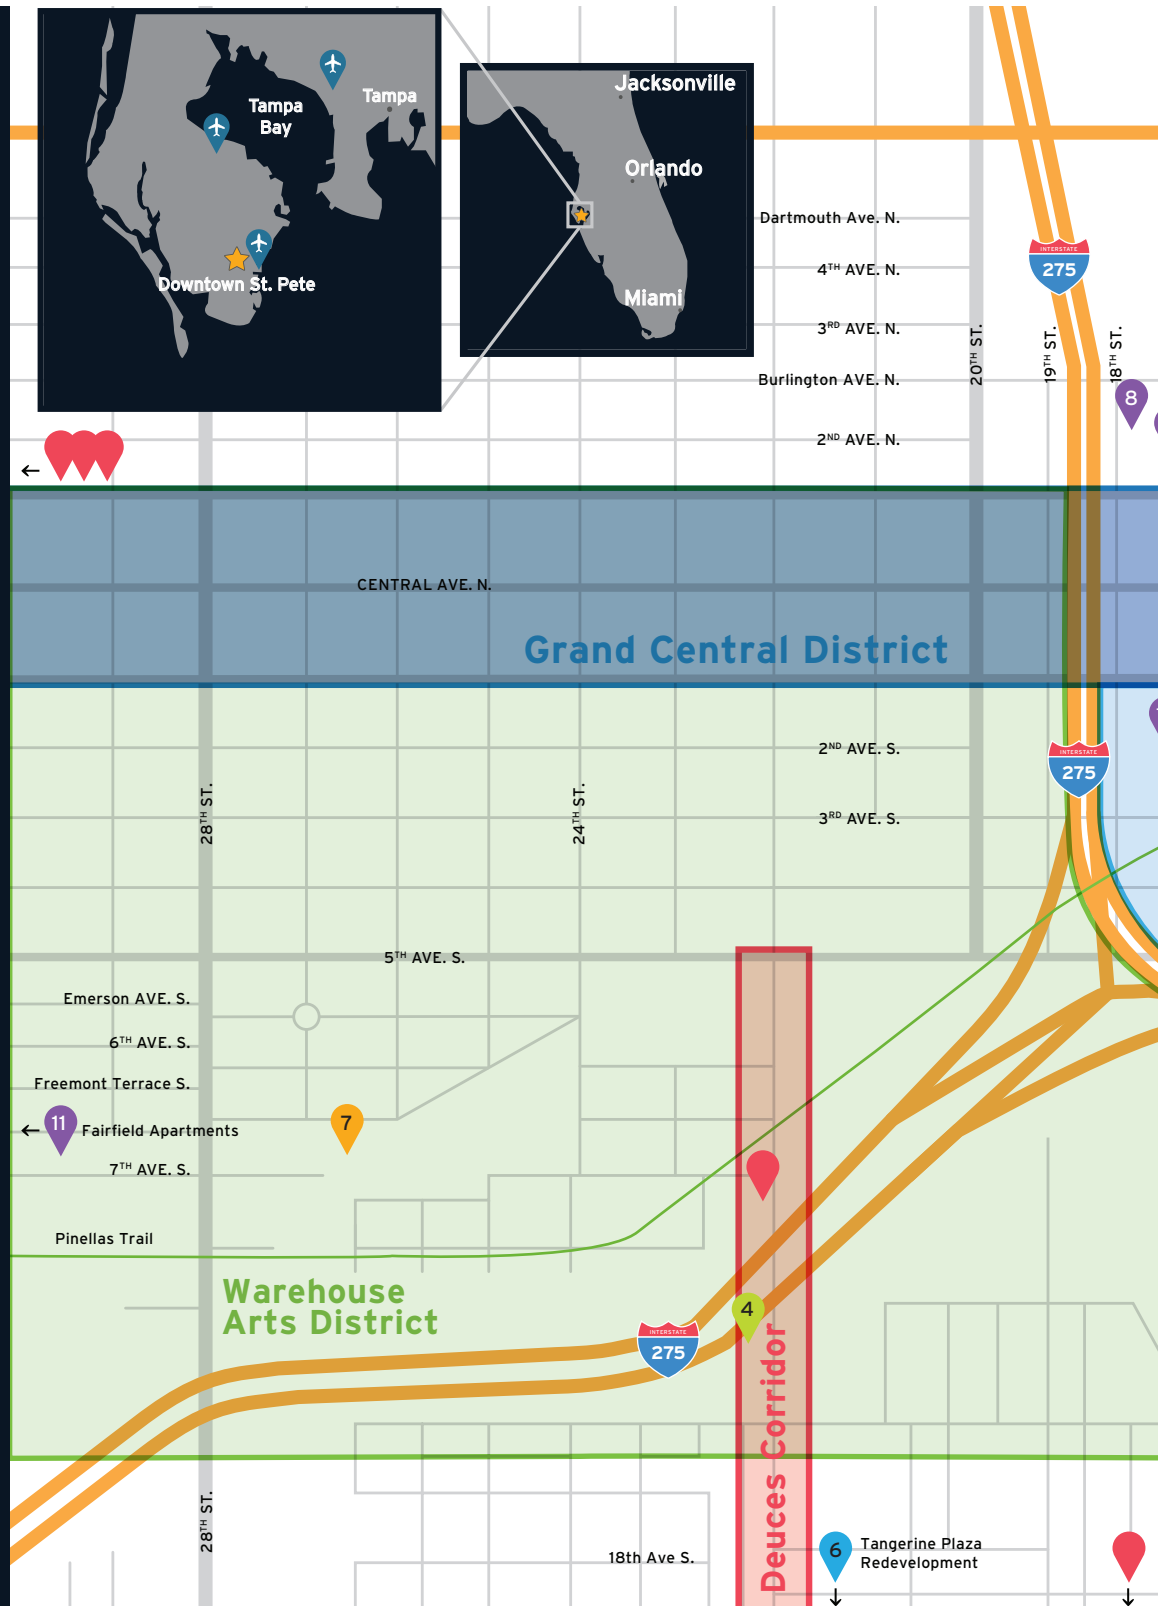 Tampa
Tampa
Bay
Downtown St. Pete
Jacksonville
Orlando
Miami
Dartmouth Ave. N.
4TH AVE. N.
3RD AVE. N.
Burlington AVE. N.
2ND AVE. N.
20TH ST.
19TH ST.
18TH ST.
INTERSTATE
275
8
CENTRAL AVE. N.
Grand Central District
2ND AVE. S.
INTERSTATE
275
3RD AVE. S.
28TH ST.
24TH ST.
5TH AVE. S.
Emerson AVE. S.
6TH AVE. S.
Freemont Terrace S.
11
Fairfield Apartments
7
7TH AVE. S.
Pinellas Trail
Warehouse
Arts District
4
INTERSTATE
275
Deuces Corridor
28TH ST.
18th Ave S.
6
Tangerine Plaza
Redevelopment